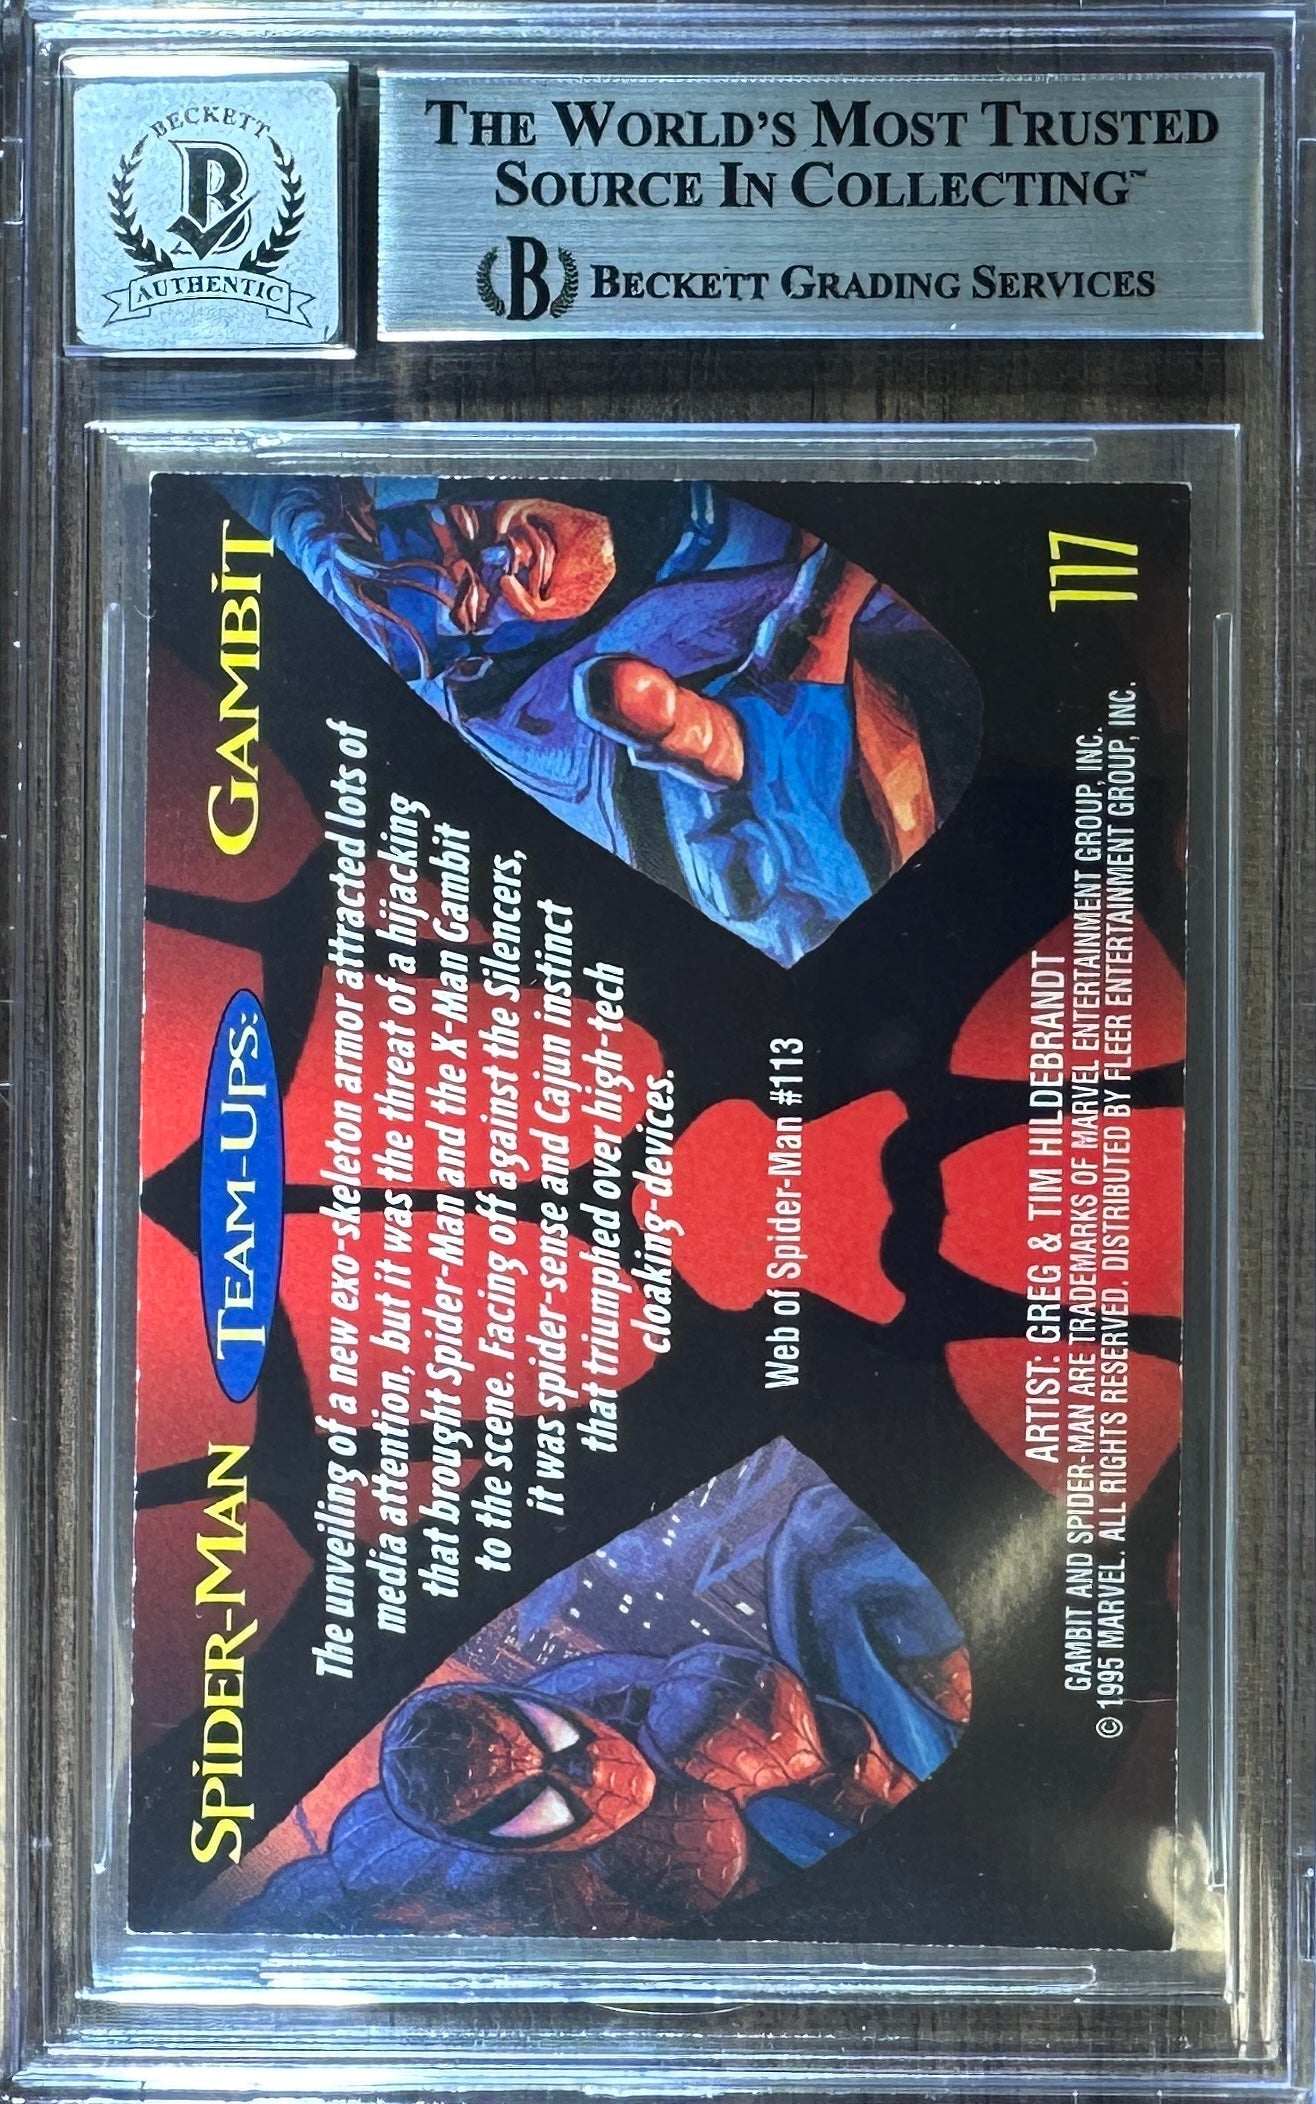 BECKETT
B
AUTHENTIC
THE WORLD'S MOST TRUSTED
SOURCE IN COLLECTING™
B BECKETT GRADING SERVICES
SPIDER-MAN TEAM-UPS: GAMBIT
The unveiling of a new exo-skeleton armor attracted lots of
media attention, but it was the threat of a hijacking
that brought Spider-Man and the X-Man Gambit
to the scene. Facing off against the Silencers,
it was spider-sense and Cajun instinct
that triumphed over high-tech
cloaking-devices.
Web of Spider-Man #113
ARTIST: GREG & TIM HILDEBRANDT
GAMBIT AND SPIDER-MAN ARE TRADEMARKS OF MARVEL ENTERTAINMENT GROUP, INC.
© 1995 MARVEL. ALL RIGHTS RESERVED. DISTRIBUTED BY FLEER ENTERTAINMENT GROUP, INC.
117